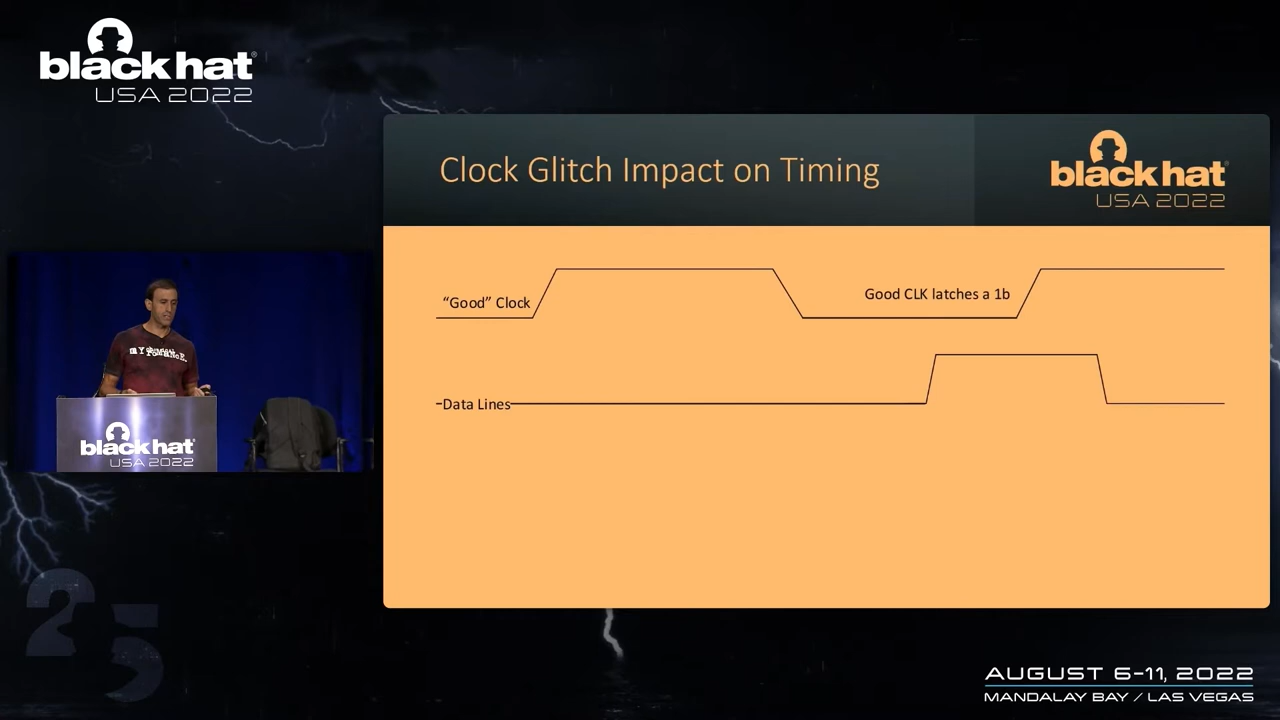 black hat®
USA 2022
Clock Glitch Impact on Timing
black hat
USA 2022
"Good" Clock
Good CLK latches a 1b
Data Lines
black hat
USA 2022
25
AUGUST 6-11, 2022
MANDALAY BAY / LAS VEGAS